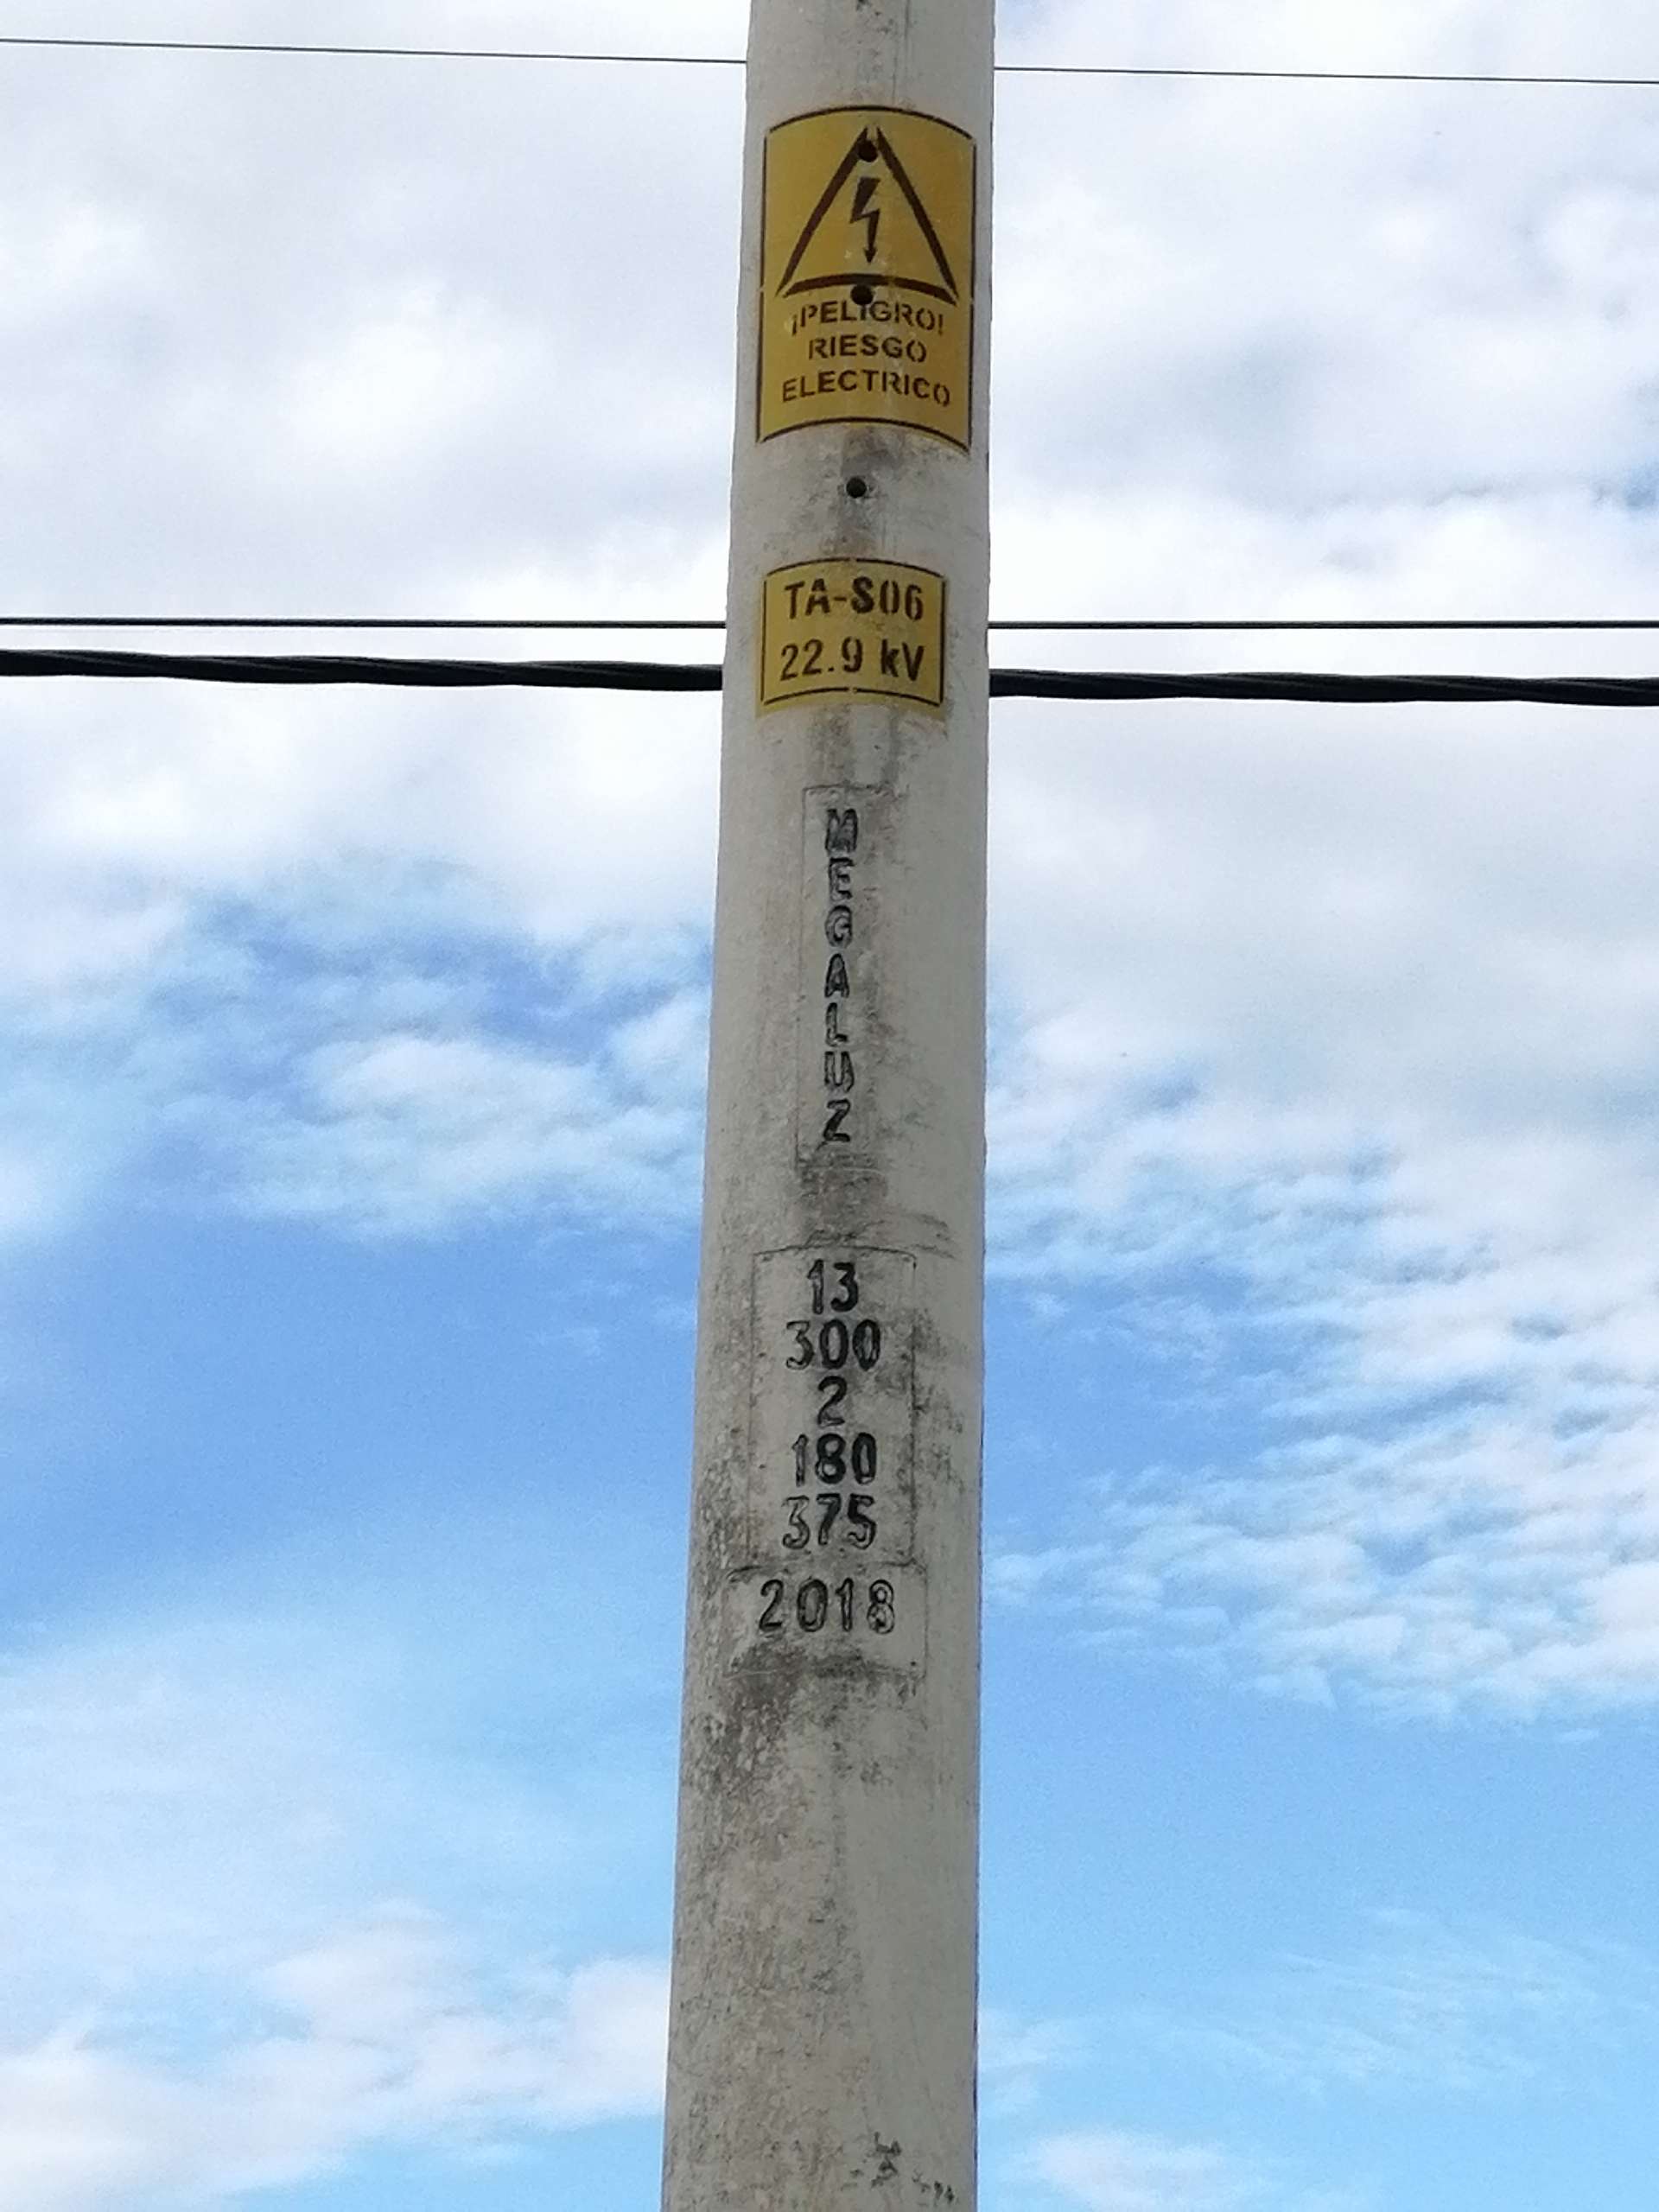 ¡PELIGRO!
RIESGO
ELECTRICO
TA-S06
22.9 kV
MEGALUZ
13
300
2
180
375
2018